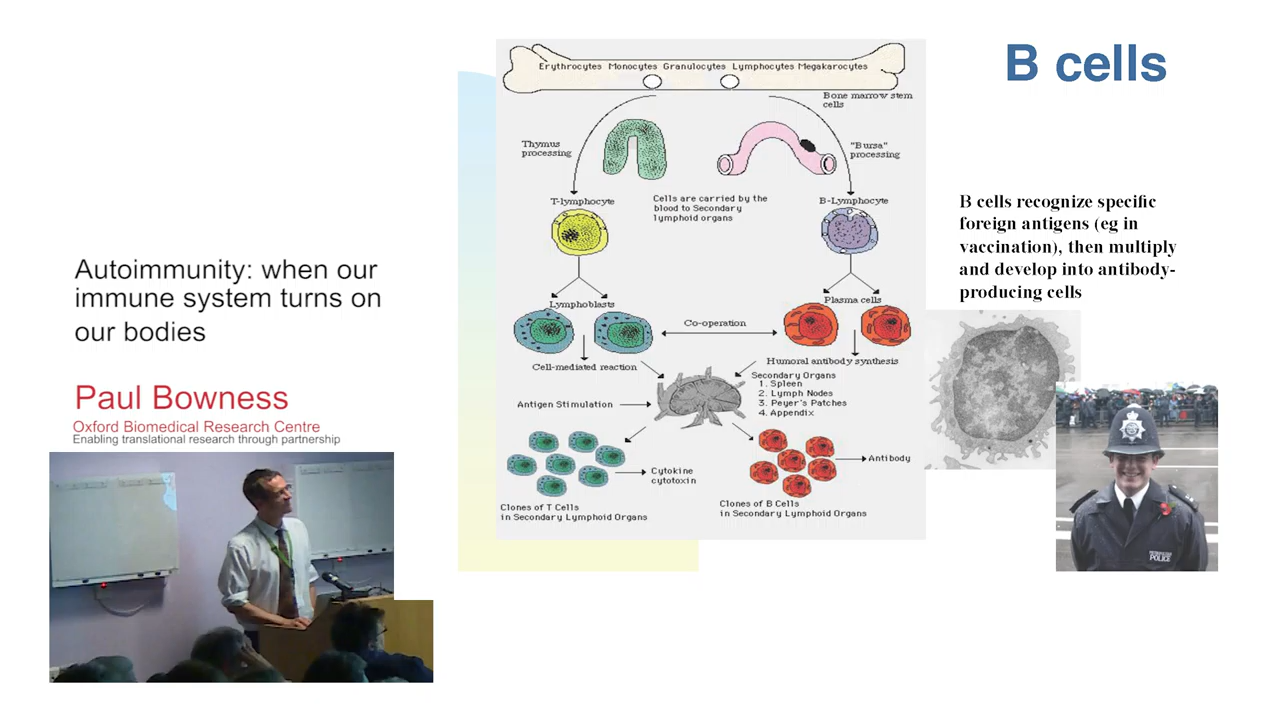 Autoimmunity: when our
immune system turns on
our bodies
Paul Bowness
Oxford Biomedical Research Centre
Enabling translational research through partnership
Erythrocytes Monocytes Granulocytes Lymphocytes Megakarocytes
Bone marrow stem
cells
Thymus
processing
"Bursa"
processing
T-lymphocyte
Cells are carried by the
blood to Secondary
lymphoid organs
B-Lymphocyte
Lymphoblasts
Plasma cells
Co-operation
Cell-mediated reaction
Humoral antibody synthesis
Secondary Organs
1. Spleen
2. Lymph Nodes
3. Peyer's Patches
4. Appendix
Antigen Stimulation
Cytokine
cytotoxin
Antibody
Clones of T Cells
in Secondary Lymphoid Organs
Clones of B Cells
in Secondary Lymphoid Organs
B cells
B cells recognize specific
foreign antigens (eg in
vaccination), then multiply
and develop into antibody-
producing cells
METROPOLITAN
POLICE